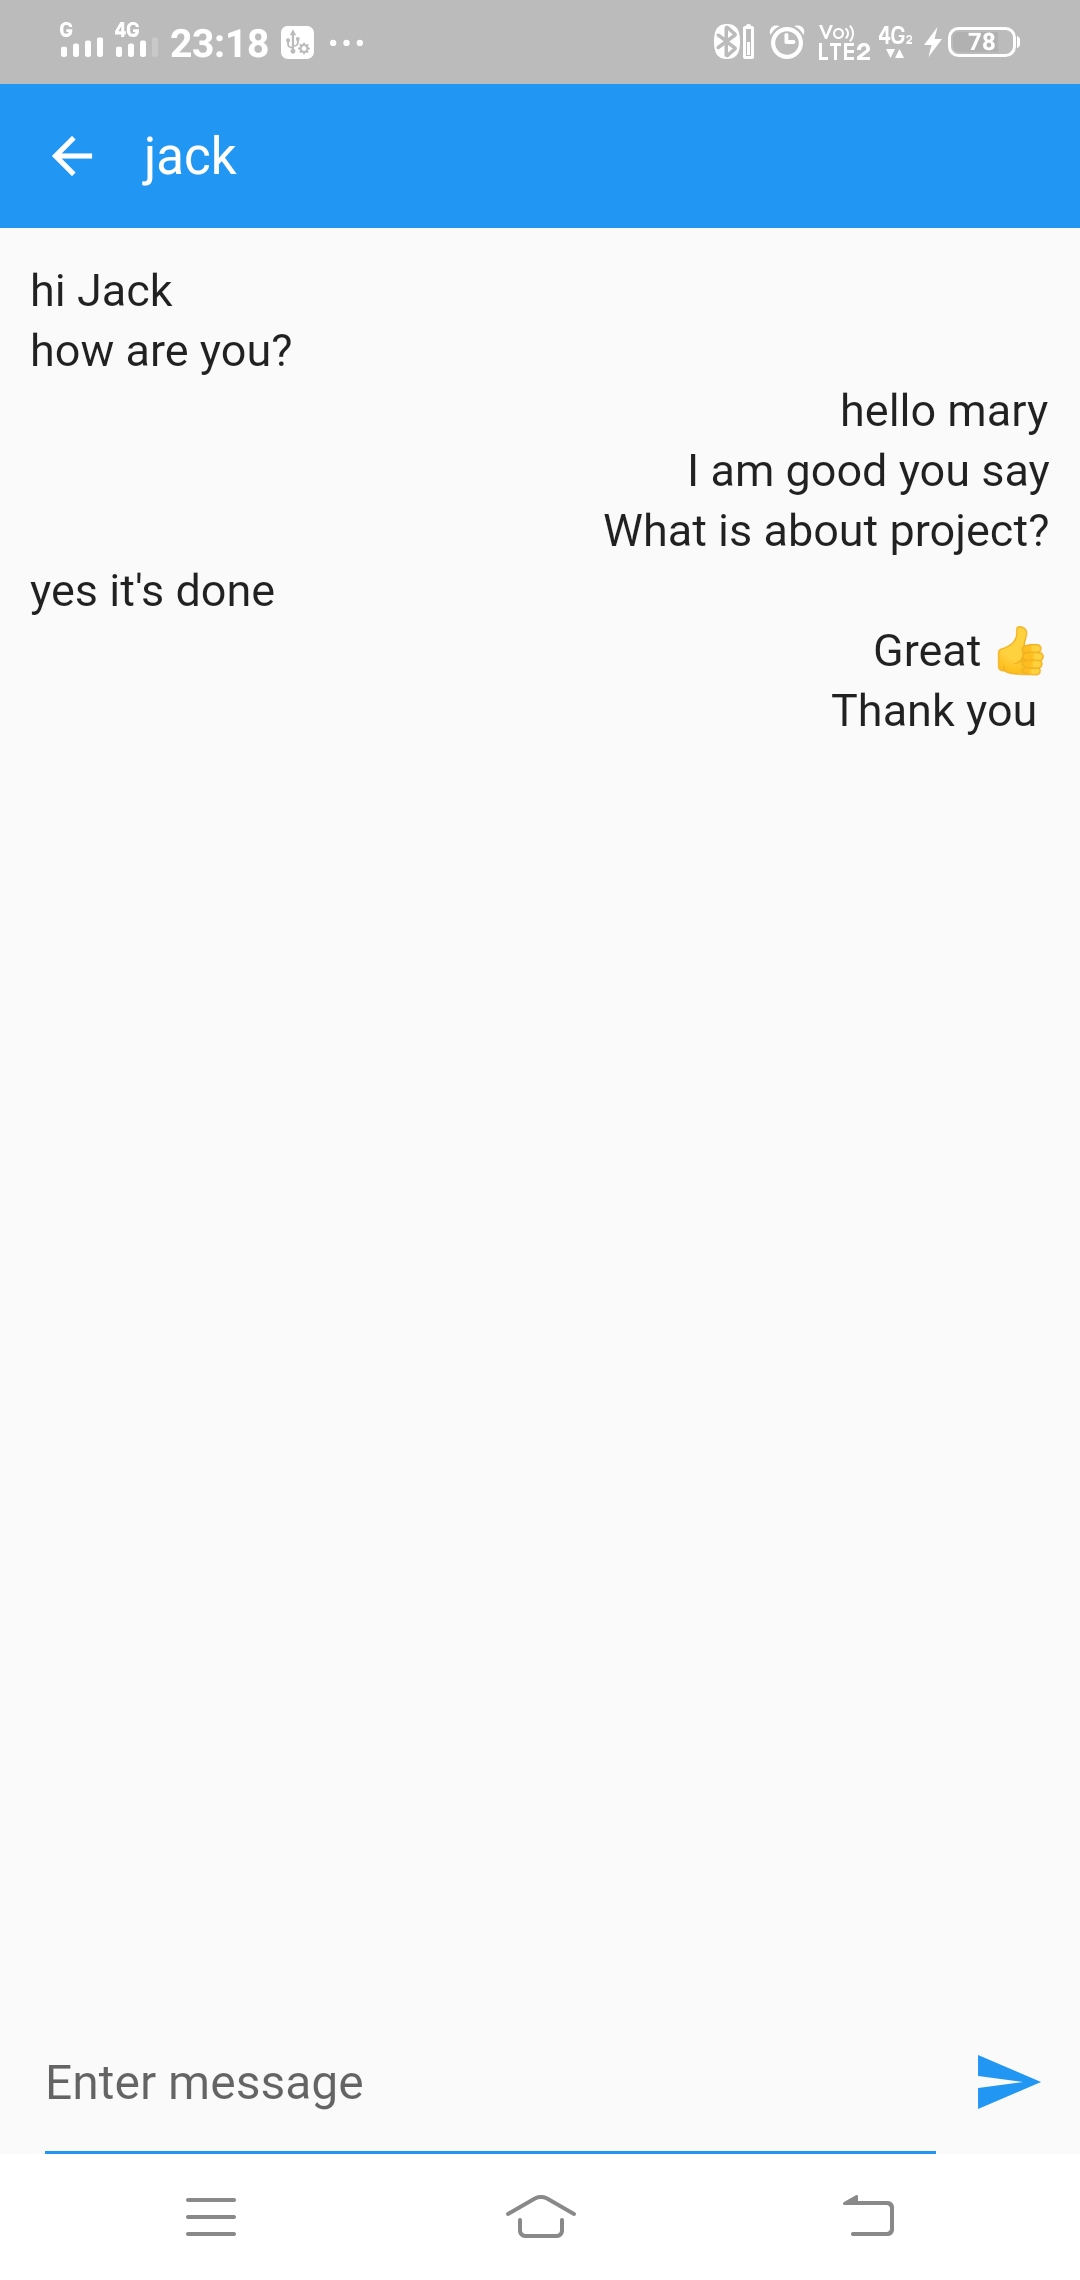 G 4G 23:18 ... Vo)) LTE2 4G2 78
jack
hi Jack
how are you?
hello mary
I am good you say
What is about project?
yes it's done
Great 👍
Thank you
Enter message